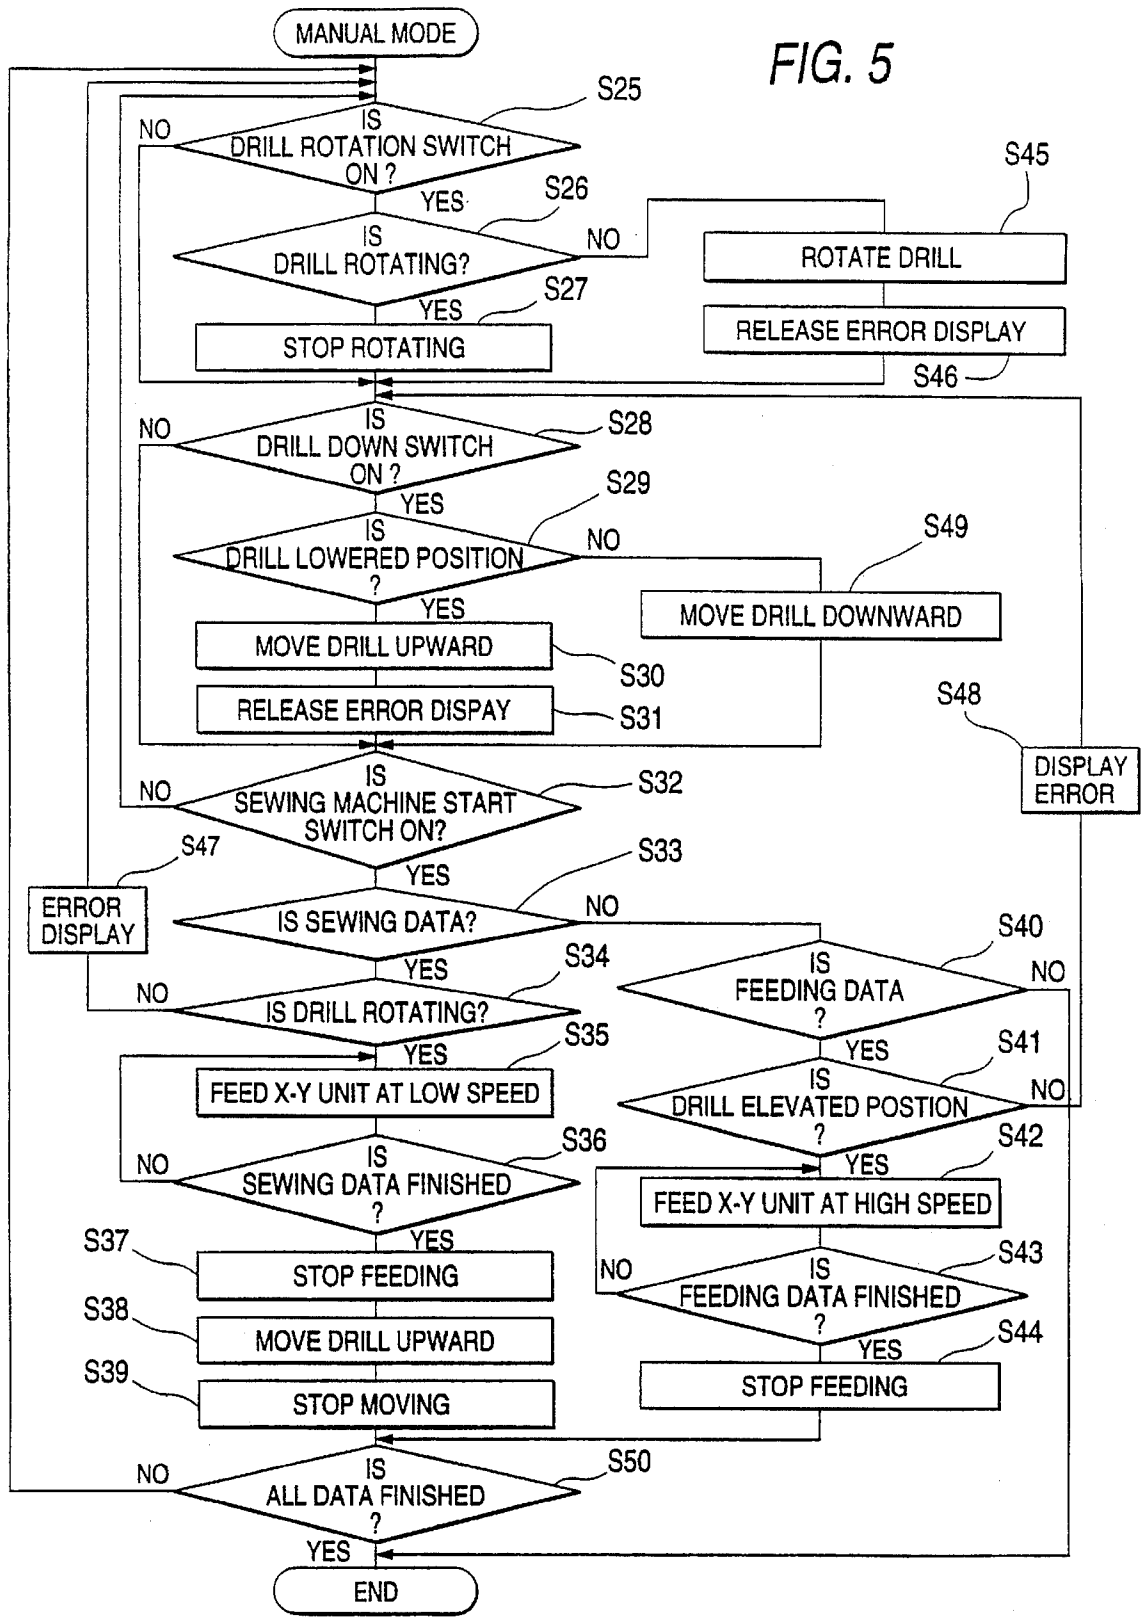 MANUAL MODE
FIG. 5
S25
IS
DRILL ROTATION SWITCH
ON ?
NO
YES
S26
IS
DRILL ROTATING?
NO
YES
S45
ROTATE DRILL
S27
STOP ROTATING
RELEASE ERROR DISPLAY
S46
S28
IS
DRILL DOWN SWITCH
ON ?
NO
YES
S29
IS
DRILL LOWERED POSITION
?
NO
YES
S49
MOVE DRILL DOWNWARD
MOVE DRILL UPWARD
S30
RELEASE ERROR DISPAY
S31
S48
DISPLAY
ERROR
IS
SEWING MACHINE START
SWITCH ON?
S32
NO
YES
S47
ERROR
DISPLAY
S33
IS SEWING DATA?
NO
YES
S34
IS DRILL ROTATING?
NO
YES
S40
IS
FEEDING DATA
?
NO
YES
S35
FEED X-Y UNIT AT LOW SPEED
S41
IS
DRILL ELEVATED POSTION
?
NO
YES
S36
IS
SEWING DATA FINISHED
?
NO
YES
S42
FEED X-Y UNIT AT HIGH SPEED
S37
STOP FEEDING
S43
IS
FEEDING DATA FINISHED
?
NO
YES
S38
MOVE DRILL UPWARD
S44
STOP FEEDING
S39
STOP MOVING
S50
IS
ALL DATA FINISHED
?
NO
YES
END